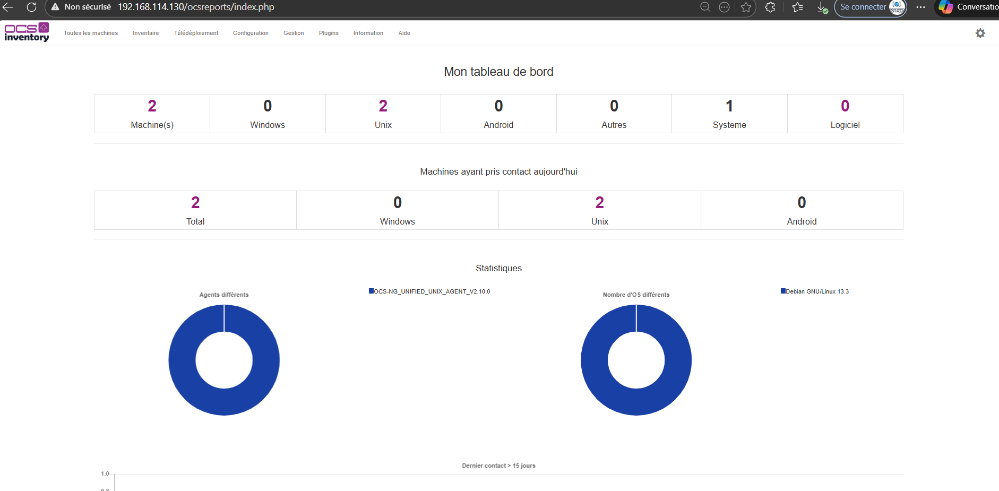 Non sécurisé 192.168.114.130/ocsreports/index.php Se connecter Conversatio
OCS inventory
Toutes les machines Inventaire Télédéploiement Configuration Gestion Plugins Information Aide
Mon tableau de bord
2 0 2 0 0 1 0
Machine(s) Windows Unix Android Autres Systeme Logiciel
Machines ayant pris contact aujourd'hui
2 0 2 0
Total Windows Unix Android
Statistiques
Agents différents OCS-NG_UNIFIED_UNIX_AGENT_V2.10.0 Nombre d'OS différents Debian GNU/Linux 13.3
Dernier contact > 15 jours
1.0